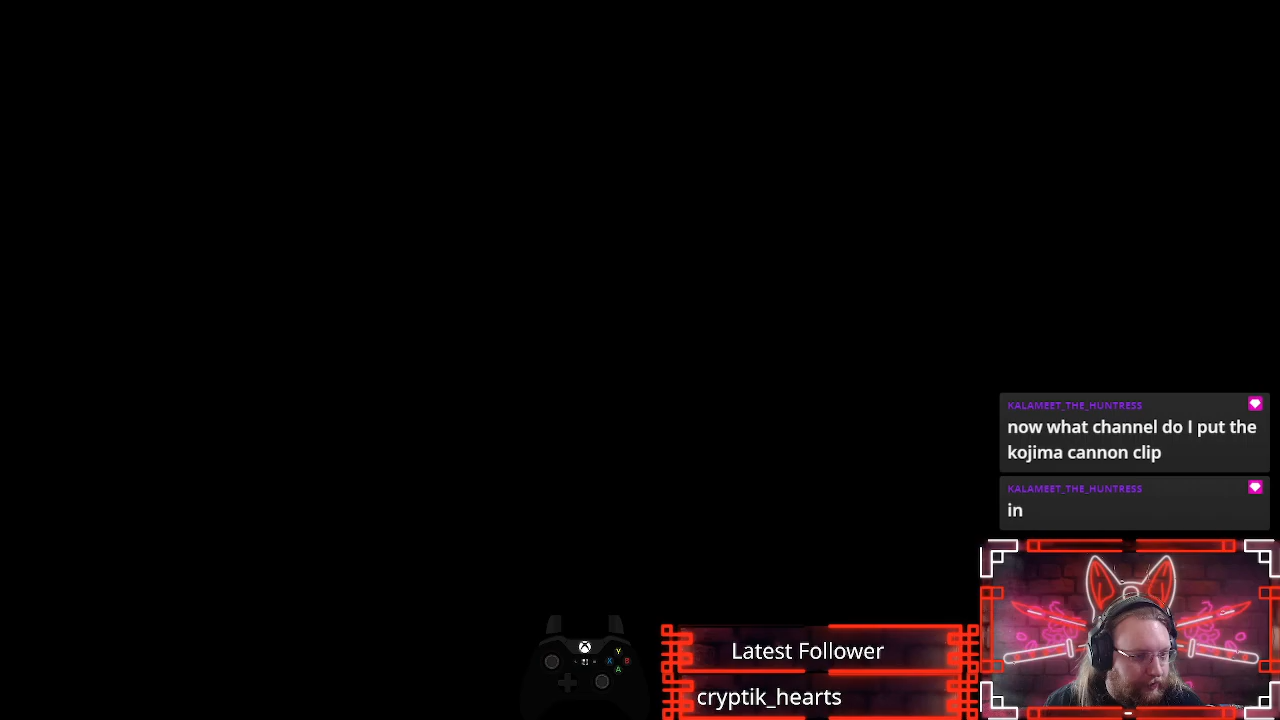 KALAMEET_THE_HUNTRESS
now what channel do I put the
kojima cannon clip
KALAMEET_THE_HUNTRESS
in
Y
X
B
A
Latest Follower
cryptik_hearts